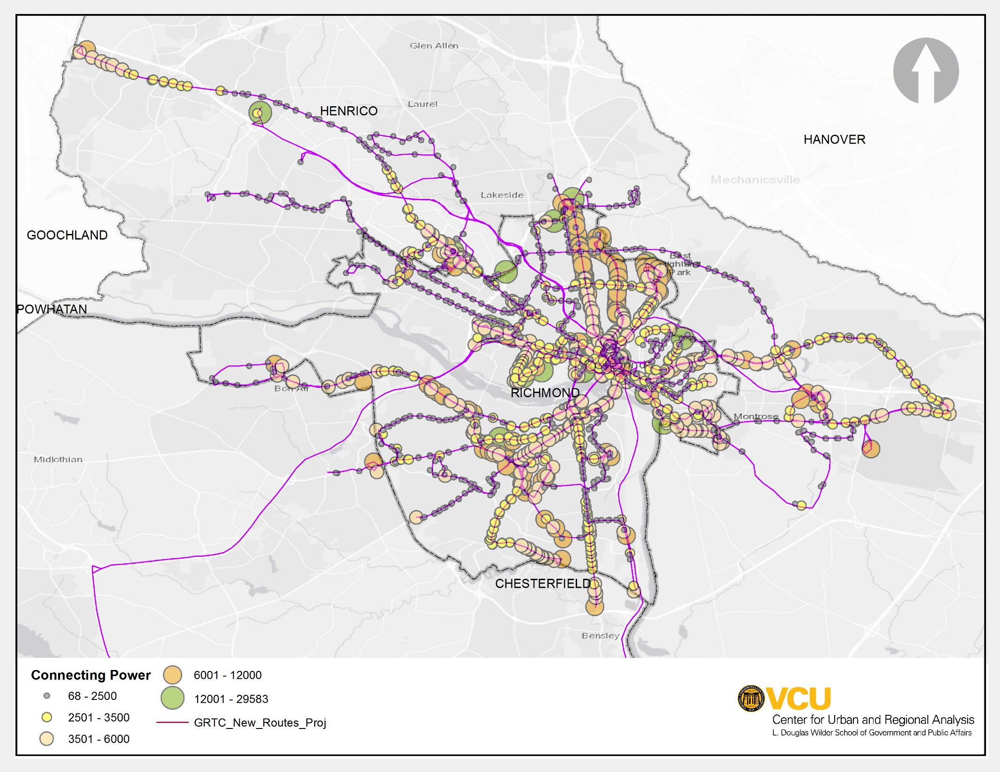 Glen Allen
Laurel
HENRICO
HANOVER
Mechanicsville
Lakeside
GOOCHLAND
East
Highland
Park
POWHATAN
RICHMOND
Bon Air
Montrose
Midlothian
CHESTERFIELD
Bensley
Connecting Power
68 - 2500
2501 - 3500
3501 - 6000
6001 - 12000
12001 - 29583
GRTC_New_Routes_Proj
VCU
Center for Urban and Regional Analysis
L. Douglas Wilder School of Government and Public Affairs